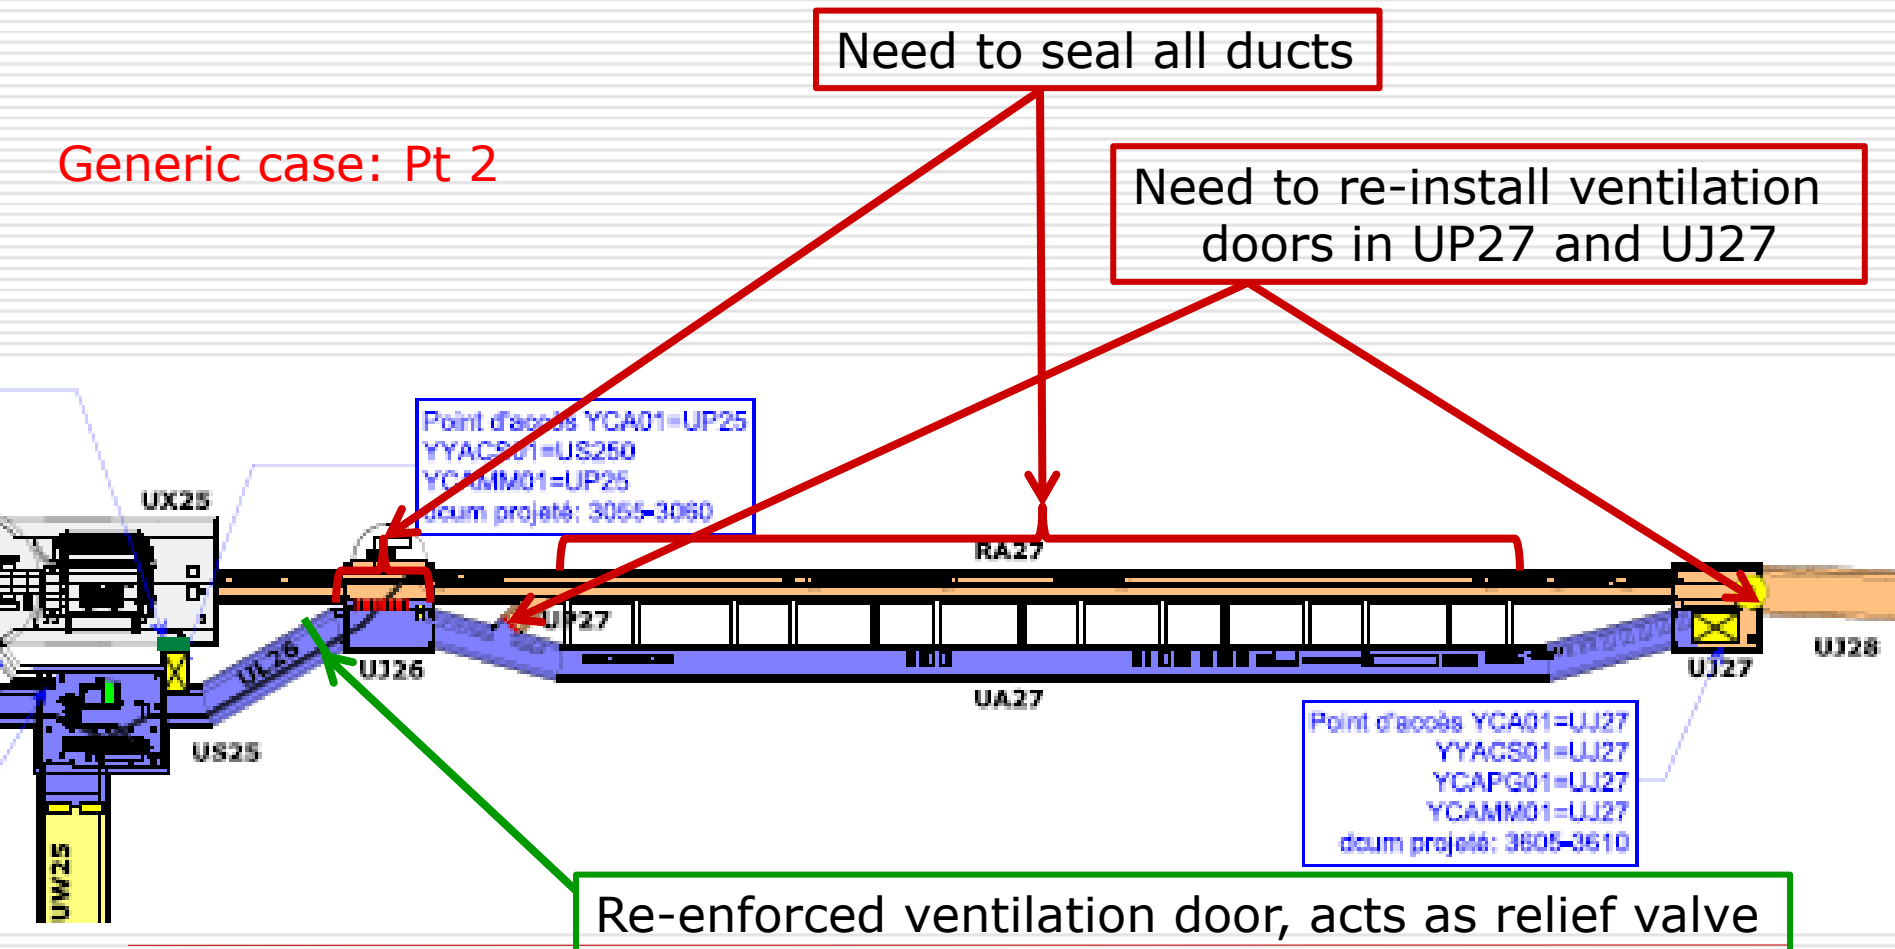 Need to seal all ducts
Generic case: Pt 2
Need to re-install ventilation
doors in UP27 and UJ27
Point d'accès YCA01=UP25
YYACS01=US250
YCAMM01=UP25
dcum projeté: 3055-3060
UX25
RA27
UP27
UL26
UJ26
UJ27
UJ28
UA27
US25
Point d'accès YCA01=UJ27
YYACS01=UJ27
YCAPG01=UJ27
YCAMM01=UJ27
dcum projeté: 3605-3610
UW25
Re-enforced ventilation door, acts as relief valve